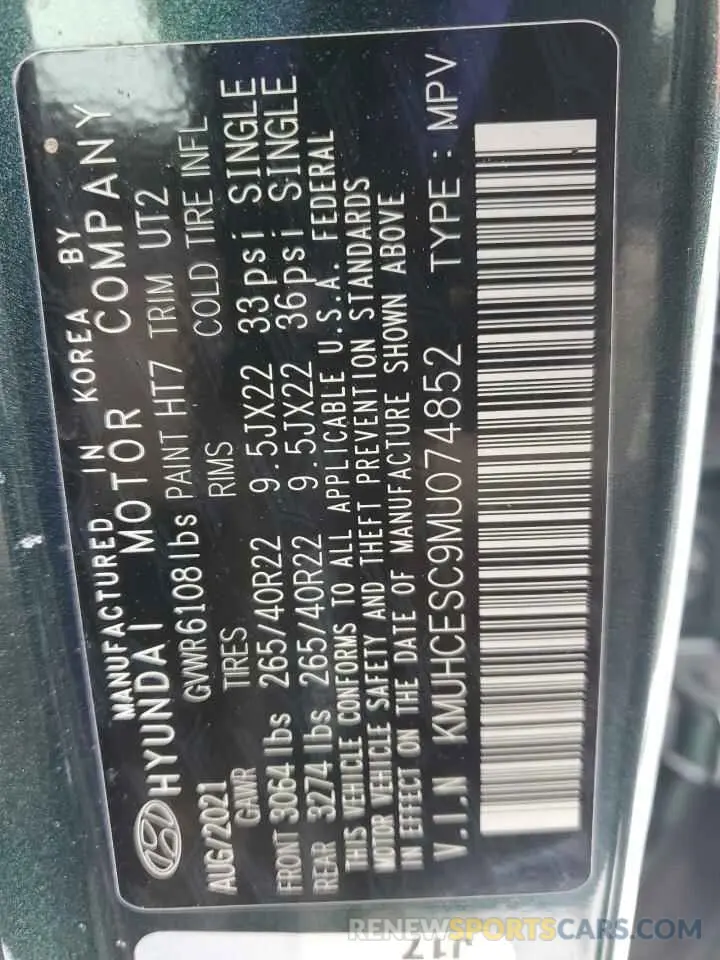 MANUFACTURED IN KOREA BY
HYUNDAI MOTOR COMPANY
AUG/2021 GVWR 6108 lbs PAINT HT7 TRIM UT2
GAWR TIRES RIMS COLD TIRE INFL
FRONT 3064 lbs 265/40R22 9.5JX22 33psi SINGLE
REAR 3274 lbs 265/40R22 9.5JX22 36psi SINGLE
THIS VEHICLE CONFORMS TO ALL APPLICABLE U.S.A. FEDERAL
MOTOR VEHICLE SAFETY AND THEFT PREVENTION STANDARDS
IN EFFECT ON THE DATE OF MANUFACTURE SHOWN ABOVE
V.I.N KMUHCESC9MU074852 TYPE : MPV
J17
RENEWSPORTSCARS.COM